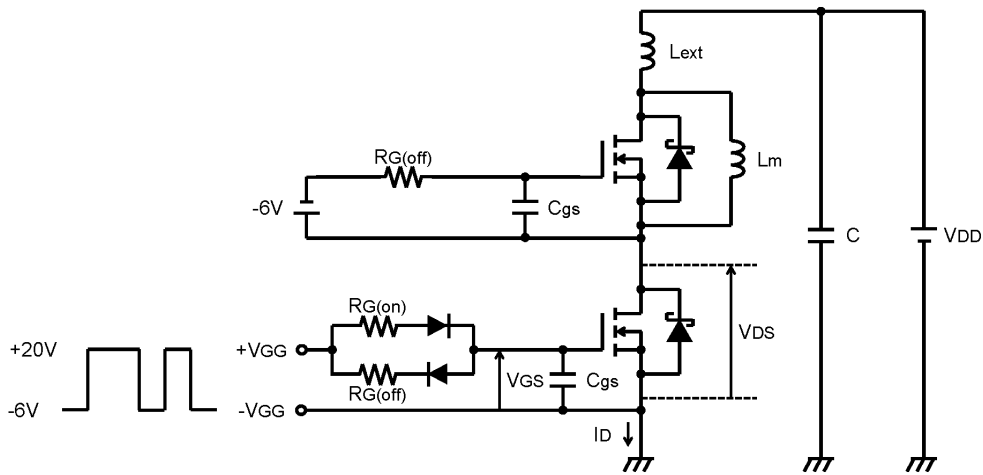 Lext
RG(off)
Lm
-6V
Cgs
C
VDD
RG(on)
VDS
+20V
+VGG
VGS
Cgs
RG(off)
-6V
-VGG
ID